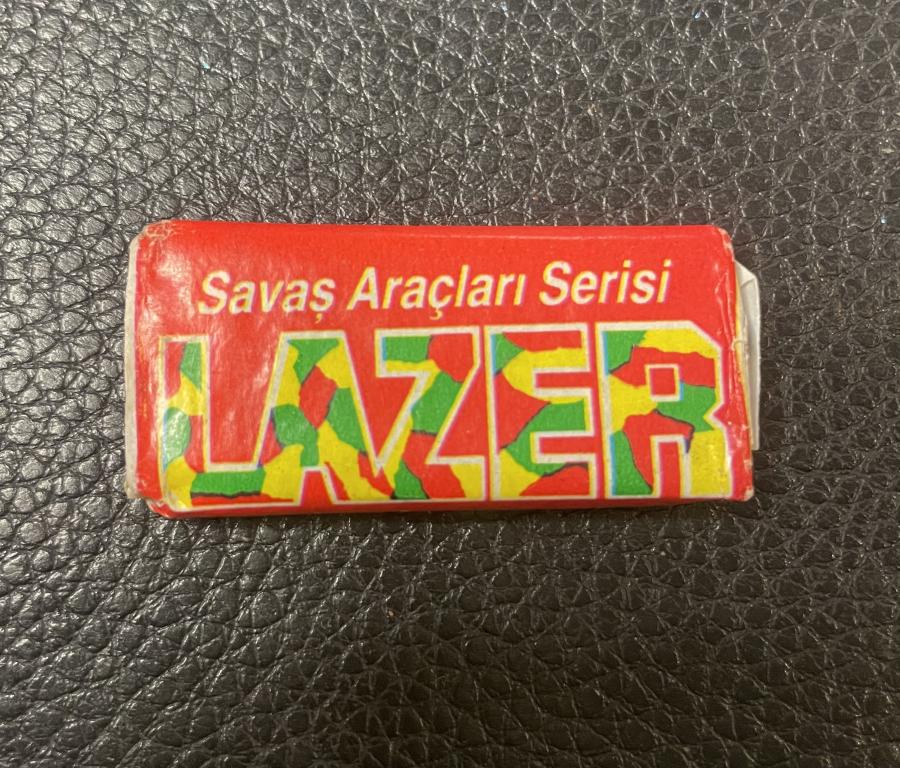 Savaş Araçları Serisi
LAZER